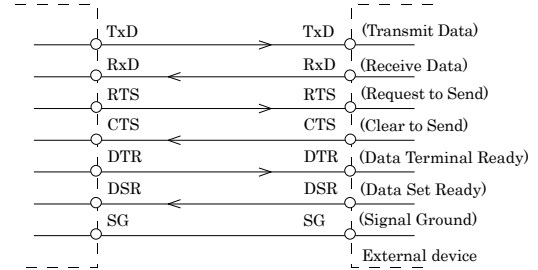 TxD TxD (Transmit Data)
RxD RxD (Receive Data)
RTS RTS (Request to Send)
CTS CTS (Clear to Send)
DTR DTR (Data Terminal Ready)
DSR DSR (Data Set Ready)
SG SG (Signal Ground)
External device